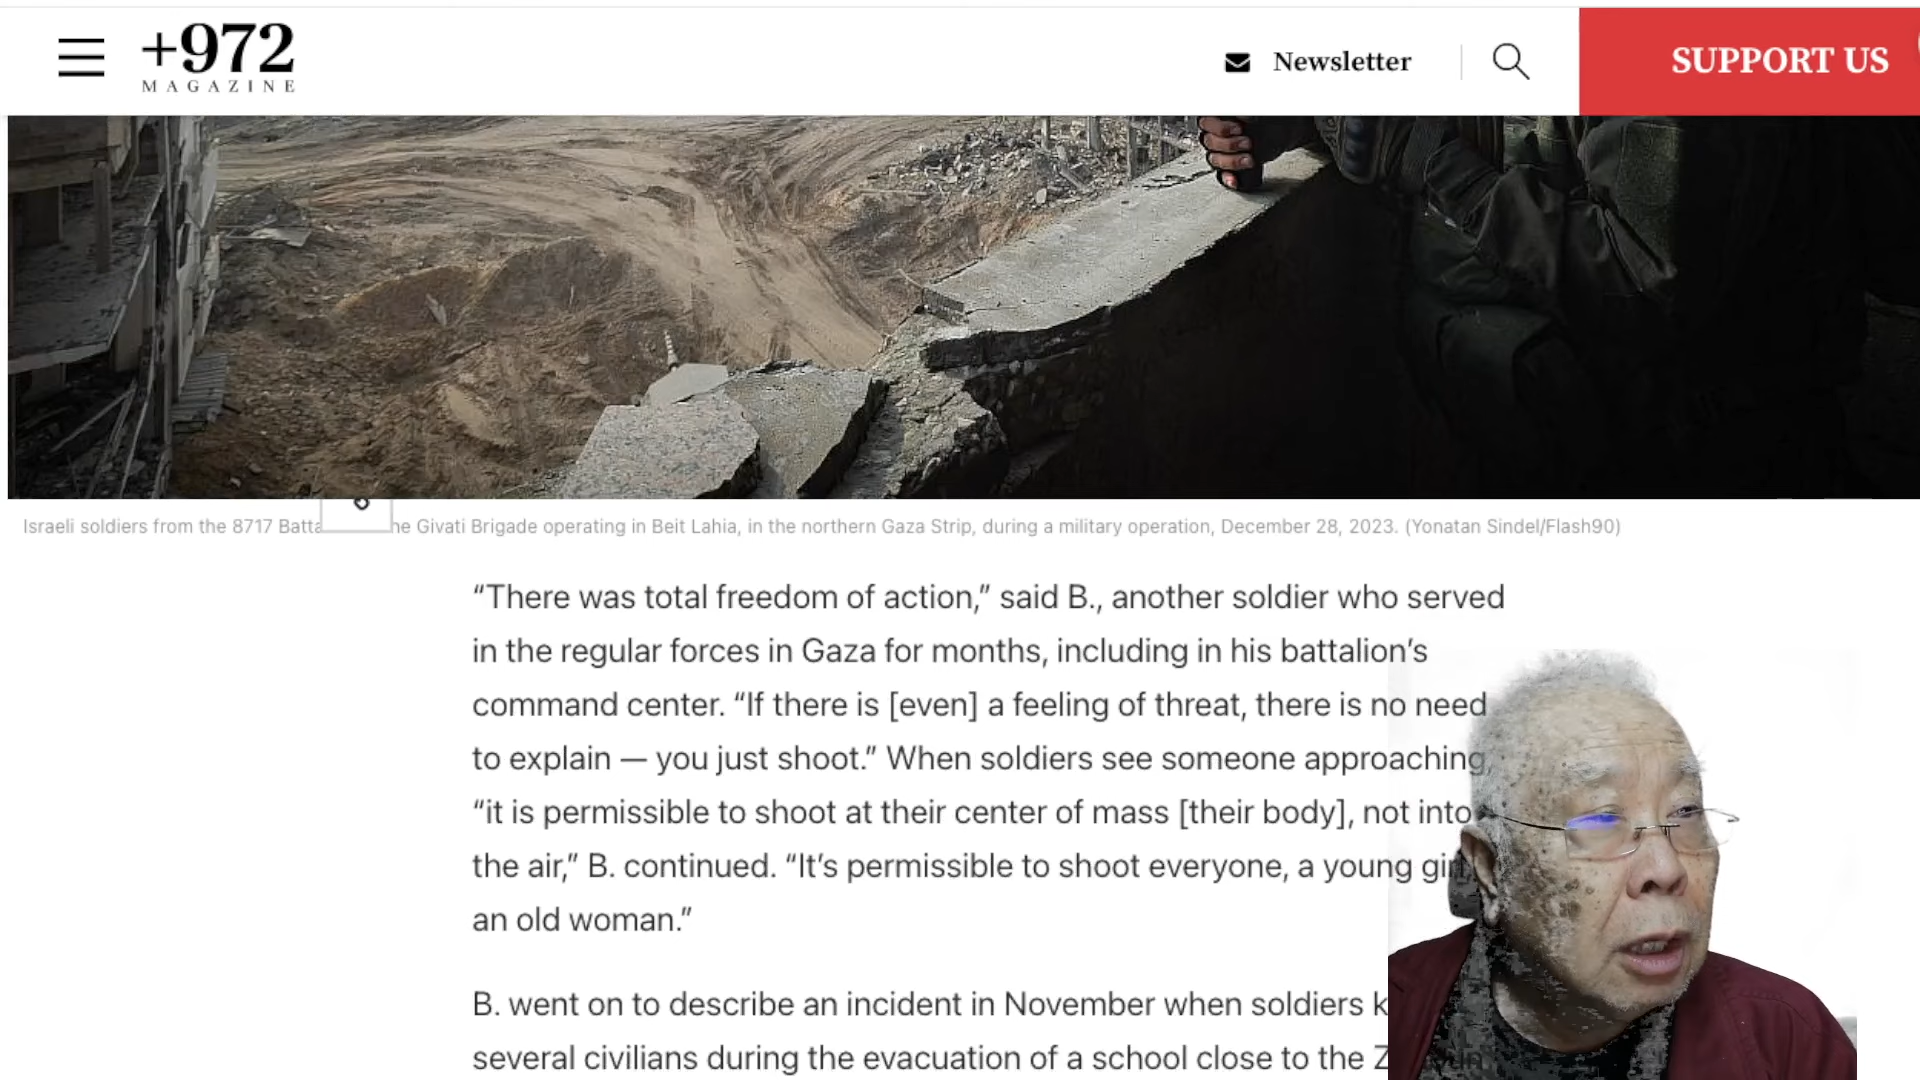 +972
MAGAZINE
Newsletter
SUPPORT US
Israeli soldiers from the 8717 Batta he Givati Brigade operating in Beit Lahia, in the northern Gaza Strip, during a military operation, December 28, 2023. (Yonatan Sindel/Flash90)
“There was total freedom of action,” said B., another soldier who served
in the regular forces in Gaza for months, including in his battalion’s
command center. “If there is [even] a feeling of threat, there is no need
to explain — you just shoot.” When soldiers see someone approaching,
“it is permissible to shoot at their center of mass [their body], not into
the air,” B. continued. “It’s permissible to shoot everyone, a young girl,
an old woman.”
B. went on to describe an incident in November when soldiers k
several civilians during the evacuation of a school close to the Z